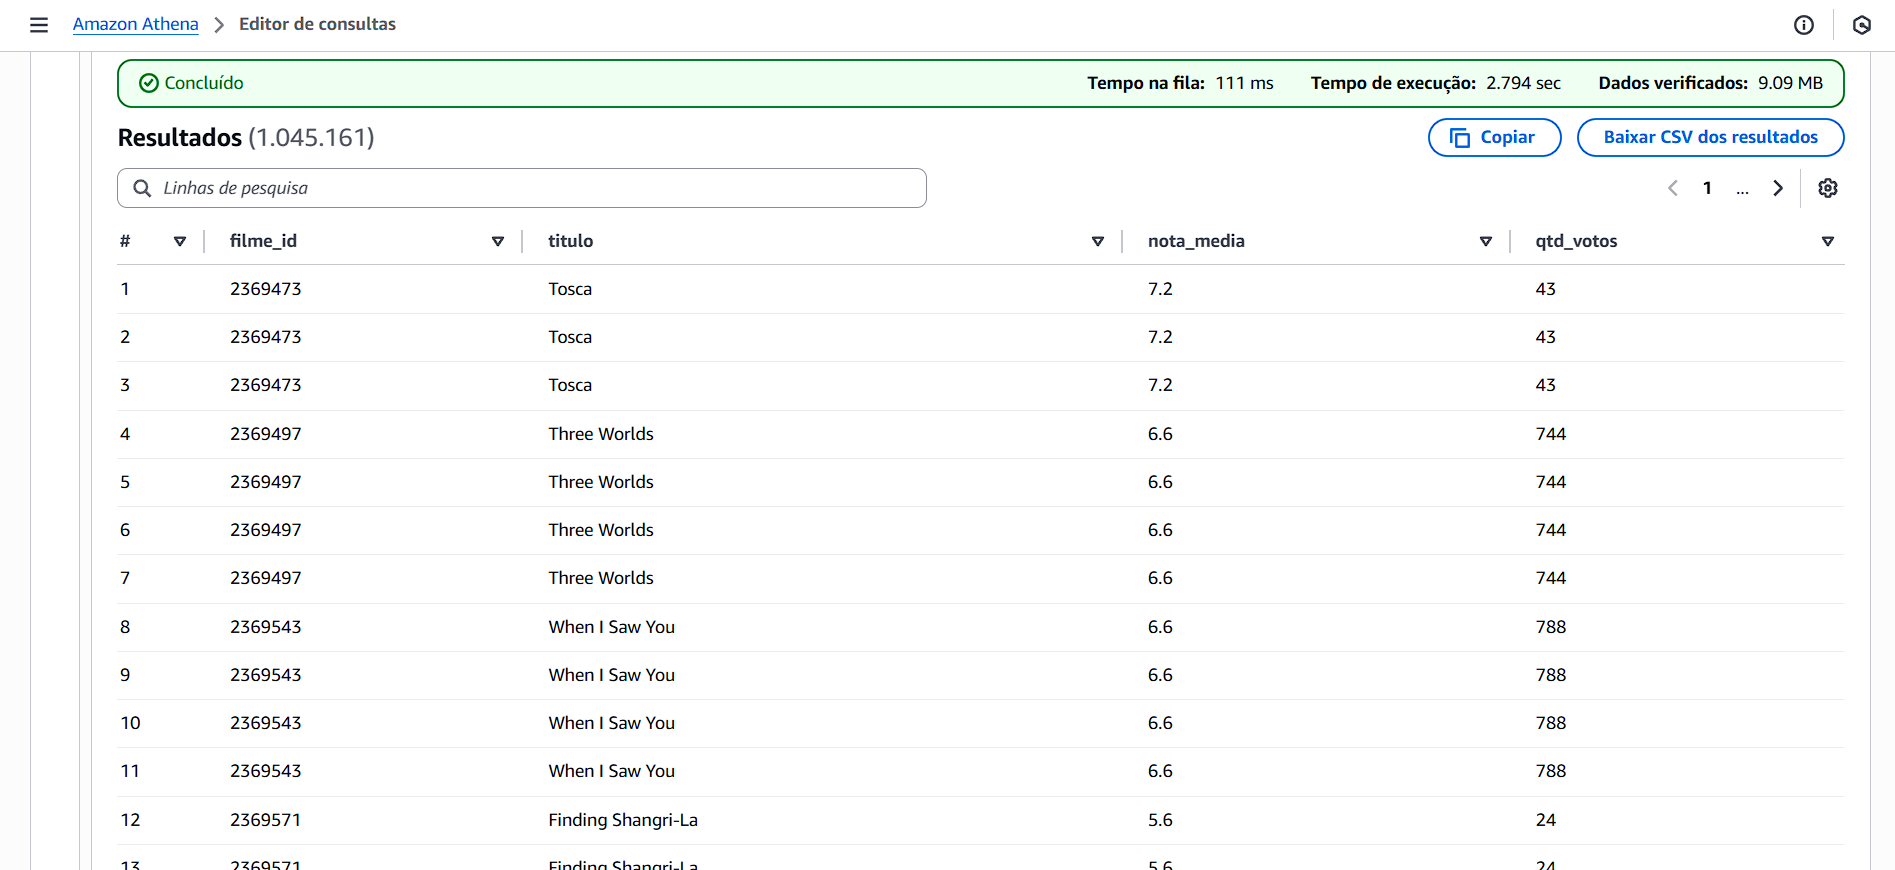 Amazon Athena > Editor de consultas
Concluído Tempo na fila: 111 ms Tempo de execução: 2.794 sec Dados verificados: 9.09 MB
Resultados (1.045.161) Copiar Baixar CSV dos resultados
Linhas de pesquisa 1 ...
# filme_id titulo nota_media qtd_votos
1 2369473 Tosca 7.2 43
2 2369473 Tosca 7.2 43
3 2369473 Tosca 7.2 43
4 2369497 Three Worlds 6.6 744
5 2369497 Three Worlds 6.6 744
6 2369497 Three Worlds 6.6 744
7 2369497 Three Worlds 6.6 744
8 2369543 When I Saw You 6.6 788
9 2369543 When I Saw You 6.6 788
10 2369543 When I Saw You 6.6 788
11 2369543 When I Saw You 6.6 788
12 2369571 Finding Shangri-La 5.6 24
13 2369571 Finding Shangri-La 5.6 24